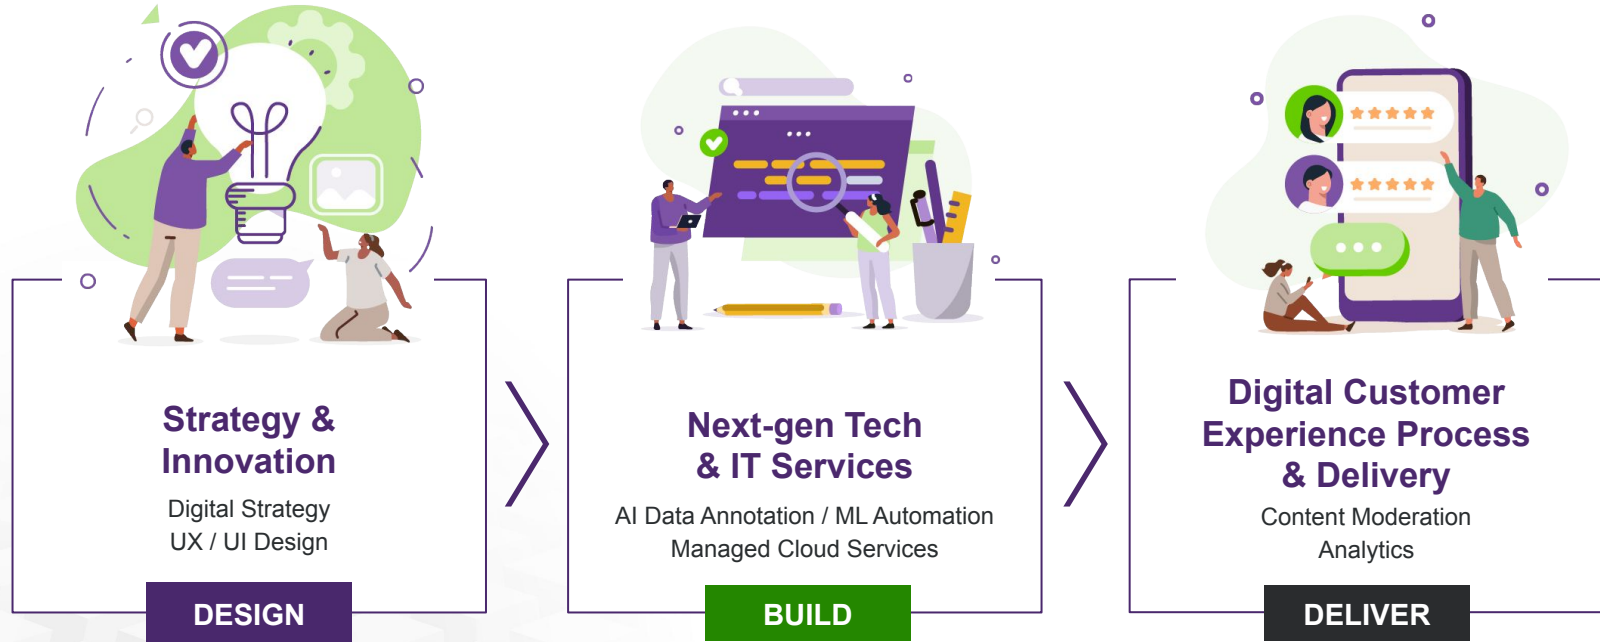 Strategy &
Innovation
Digital Strategy
UX / UI Design
DESIGN
Next-gen Tech
& IT Services
AI Data Annotation / ML Automation
Managed Cloud Services
BUILD
Digital Customer
Experience Process
& Delivery
Content Moderation
Analytics
DELIVER